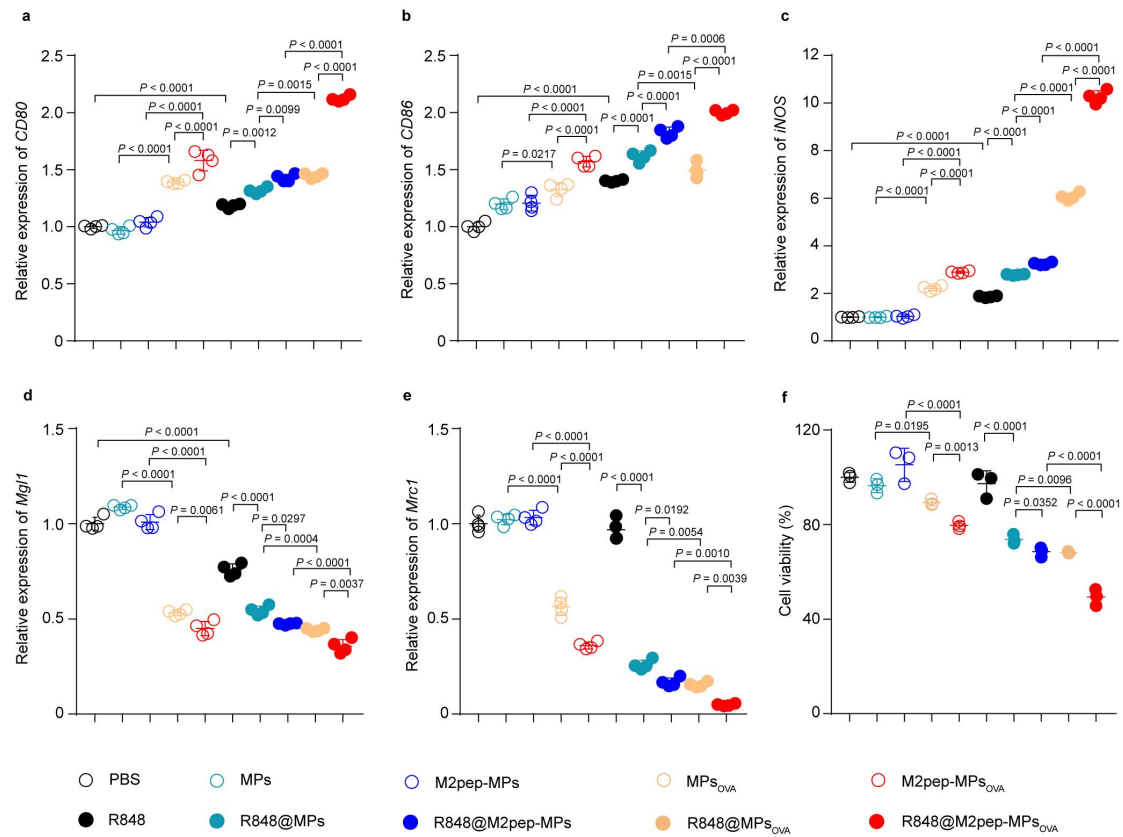 a
Relative expression of CD80
2.5
2.0
1.5
1.0
0.5
0
P < 0.0001
P < 0.0001
P < 0.0001
P < 0.0015
P < 0.0001
P = 0.0099
P < 0.0001
P < 0.0001
P = 0.0012
P < 0.0001
b
Relative expression of CD86
2.5
2.0
1.5
1.0
0.5
0
P = 0.0006
P < 0.0001
P = 0.0015
P < 0.0001
P < 0.0001
P < 0.0001
P < 0.0001
P < 0.0001
P = 0.0217
c
Relative expression of iNOS
12
10
8
6
4
2
0
P < 0.0001
P < 0.0001
P < 0.0001
P < 0.0001
P < 0.0001
P < 0.0001
P < 0.0001
P < 0.0001
P < 0.0001
d
Relative expression of Mgl1
1.5
1.0
0.5
0
P < 0.0001
P < 0.0001
P < 0.0001
P < 0.0001
P = 0.0061
P = 0.0297
P = 0.0004
P < 0.0001
P = 0.0037
e
Relative expression of Mrc1
1.5
1.0
0.5
0
P < 0.0001
P < 0.0001
P < 0.0001
P < 0.0001
P = 0.0192
P = 0.0054
P = 0.0010
P = 0.0039
f
Cell viability (%)
120
80
40
0
P < 0.0001
P = 0.0195
P < 0.0001
P = 0.0013
P < 0.0001
P = 0.0096
P = 0.0352
P < 0.0001
PBS
MPs
M2pep-MPs
MPsOVA
M2pep-MPsOVA
R848
R848@MPs
R848@M2pep-MPs
R848@MPsOVA
R848@M2pep-MPsOVA